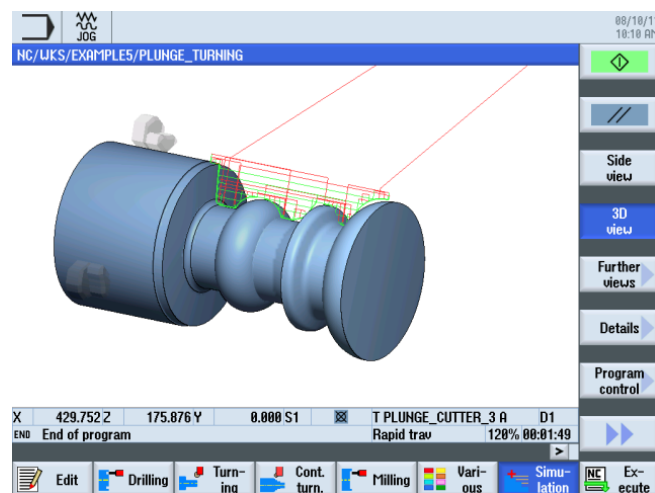 JOG
08/10/1
10:10 AM
NC/WKS/EXAMPLE5/PLUNGE_TURNING
Side
view
3D
view
Further
views
Details
Program
control
X 429.752 Z 175.876 Y 0.000 S1 T PLUNGE_CUTTER_3 A D1
END End of program Rapid trav 120% 00:01:49
>
Edit Drilling Turn-
ing Cont.
turn. Milling Vari-
ous Simu-
lation NC Ex-
ecute